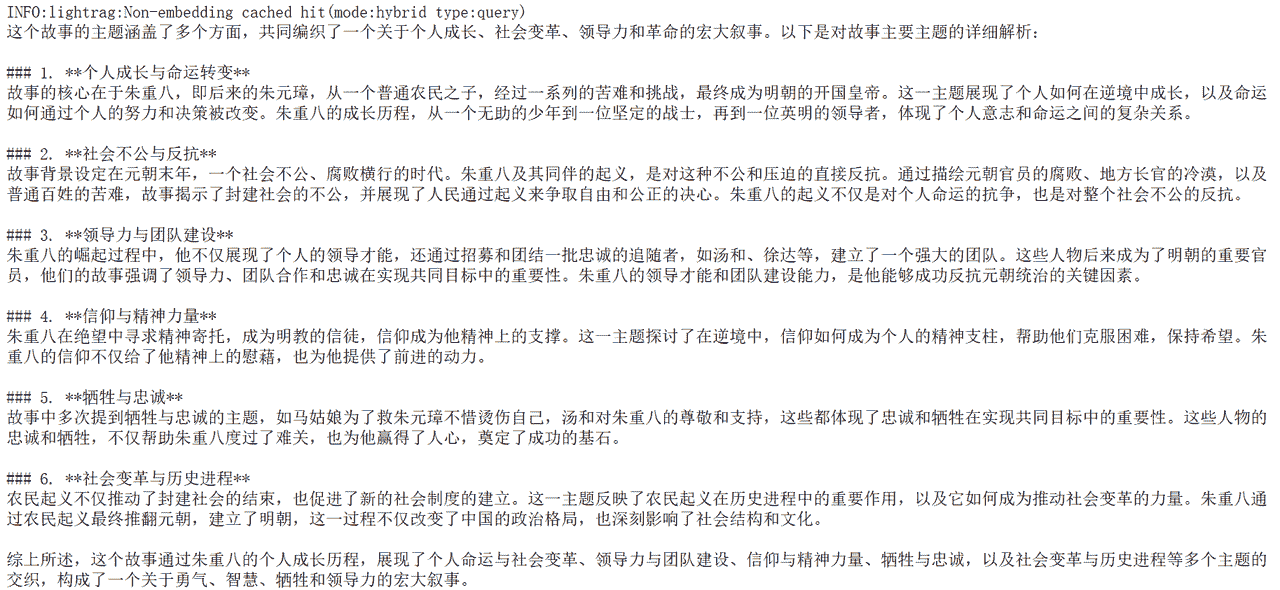 INFO:lightrag:Non-embedding cached hit(mode:hybrid type:query)
这个故事的主题涵盖了多个方面，共同编织了一个关于个人成长、社会变革、领导力和革命的宏大叙事。以下是对故事主要主题的详细解析：
### 1. **个人成长与命运转变**
故事的核心在于朱重八，即后来的朱元璋，从一个普通农民之子，经过一系列的苦难和挑战，最终成为明朝的开国皇帝。这一主题展现了个人如何在逆境中成长，以及命运
如何通过个人的努力和决策被改变。朱重八的成长历程，从一个无助的少年到一位坚定的战士，再到一位英明的领导者，体现了个人意志和命运之间的复杂关系。
### 2. **社会不公与反抗**
故事背景设定在元朝末年，一个社会不公、腐败横行的时代。朱重八及其同伴的起义，是对这种不公和压迫的直接反抗。通过描绘元朝官员的腐败、地方长官的冷漠，以及
普通百姓的苦难，故事揭示了封建社会的不公，并展现了人民通过起义来争取自由和公正的决心。朱重八的起义不仅是对个人命运的抗争，也是对整个社会不公的反抗。
### 3. **领导力与团队建设**
朱重八的崛起过程中，他不仅展现了个人的领导才能，还通过招募和团结一批忠诚的追随者，如汤和、徐达等，建立了一个强大的团队。这些人物后来成为了明朝的重要官
员，他们的故事强调了领导力、团队合作和忠诚在实现共同目标中的重要性。朱重八的领导才能和团队建设能力，是他能够成功反抗元朝统治的关键因素。
### 4. **信仰与精神力量**
朱重八在绝望中寻求精神寄托，成为明教的信徒，信仰成为他精神上的支撑。这一主题探讨了在逆境中，信仰如何成为个人的精神支柱，帮助他们克服困难，保持希望。朱
重八的信仰不仅给了他精神上的慰藉，也为他提供了前进的动力。
### 5. **牺牲与忠诚**
故事中多次提到牺牲与忠诚的主题，如马姑娘为了救朱元璋不惜烫伤自己，汤和对朱重八的尊敬和支持，这些都体现了忠诚和牺牲在实现共同目标中的重要性。这些人物的
忠诚和牺牲，不仅帮助朱重八度过了难关，也为他赢得了人心，奠定了成功的基石。
### 6. **社会变革与历史进程**
农民起义不仅推动了封建社会的结束，也促进了新的社会制度的建立。这一主题反映了农民起义在历史进程中的重要作用，以及它如何成为推动社会变革的力量。朱重八通
过农民起义最终推翻元朝，建立了明朝，这一过程不仅改变了中国的政治格局，也深刻影响了社会结构和文化。
综上所述，这个故事通过朱重八的个人成长历程，展现了个人命运与社会变革、领导力与团队建设、信仰与精神力量、牺牲与忠诚，以及社会变革与历史进程等多个主题的
交织，构成了一个关于勇气、智慧、牺牲和领导力的宏大叙事。